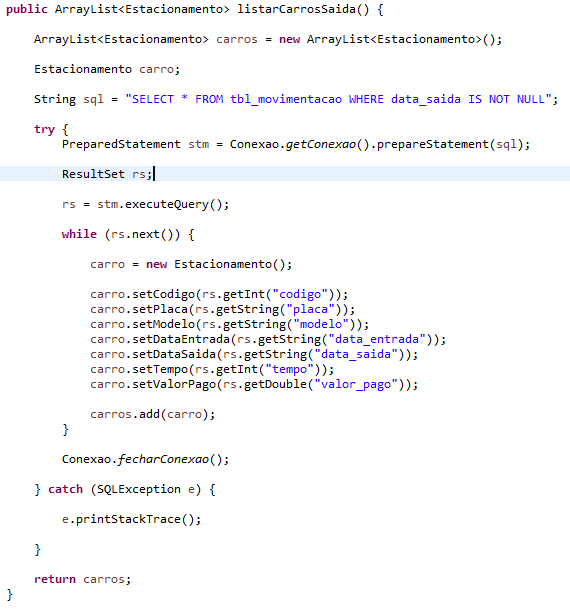 public ArrayList<Estacionamento> listarCarrosSaida() {
ArrayList<Estacionamento> carros = new ArrayList<Estacionamento>();
Estacionamento carro;
String sql = "SELECT * FROM tbl_movimentacao WHERE data_saida IS NOT NULL";
try {
PreparedStatement stm = Conexao.getConexao().prepareStatement(sql);
ResultSet rs;
rs = stm.executeQuery();
while (rs.next()) {
carro = new Estacionamento();
carro.setCodigo(rs.getInt("codigo"));
carro.setPlaca(rs.getString("placa"));
carro.setModelo(rs.getString("modelo"));
carro.setDataEntrada(rs.getString("data_entrada"));
carro.setDataSaida(rs.getString("data_saida"));
carro.setTempo(rs.getInt("tempo"));
carro.setValorPago(rs.getDouble("valor_pago"));
carros.add(carro);
}
Conexao.fecharConexao();
} catch (SQLException e) {
e.printStackTrace();
}
return carros;
}